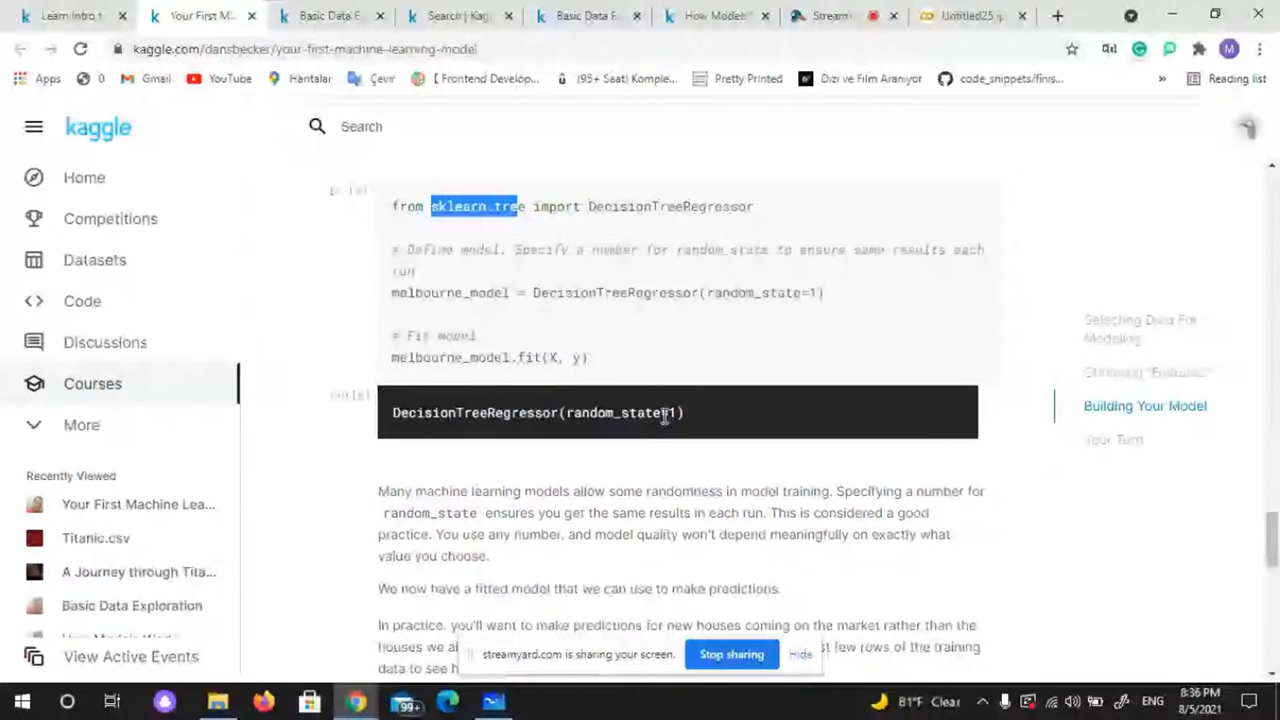 Learn Intro t
Your First M
Basic Data E
Search | Kag
Basic Data E
How Models
Stream
Untitled25.ip
kaggle.com/dansbecker/your-first-machine-learning-model
Apps
0
Gmail
YouTube
Haritalar
Çevir
[ Frontend Develop...
(95+ Saat) Komple...
Pretty Printed
Dizi ve Film Arşivi
code_snippets/finis...
»
Reading list
kaggle
Search
Home
Competitions
Datasets
Code
Discussions
Courses
More
Recently Viewed
Your First Machine Lea...
Titanic.csv
A Journey through Tita...
Basic Data Exploration
How Models Work
View Active Events
from sklearn.tree import DecisionTreeRegressor
# Define model. Specify a number for random_state to ensure same results each
run
melbourne_model = DecisionTreeRegressor(random_state=1)
# Fit model
melbourne_model.fit(X, y)
DecisionTreeRegressor(random_state=1)
Many machine learning models allow some randomness in model training. Specifying a number for
random_state ensures you get the same results in each run. This is considered a good
practice. You use any number, and model quality won't depend meaningfully on exactly what
value you choose.
We now have a fitted model that we can use to make predictions.
In practice, you'll want to make predictions for new houses coming on the market rather than the
houses we a
st few rows of the training
data to see h
Selecting Data For
Modeling
Choosing "Features"
Building Your Model
Your Turn
streamyard.com is sharing your screen.
Stop sharing
Hide
99+
81°F Clear
ENG
8:36 PM
8/5/2021